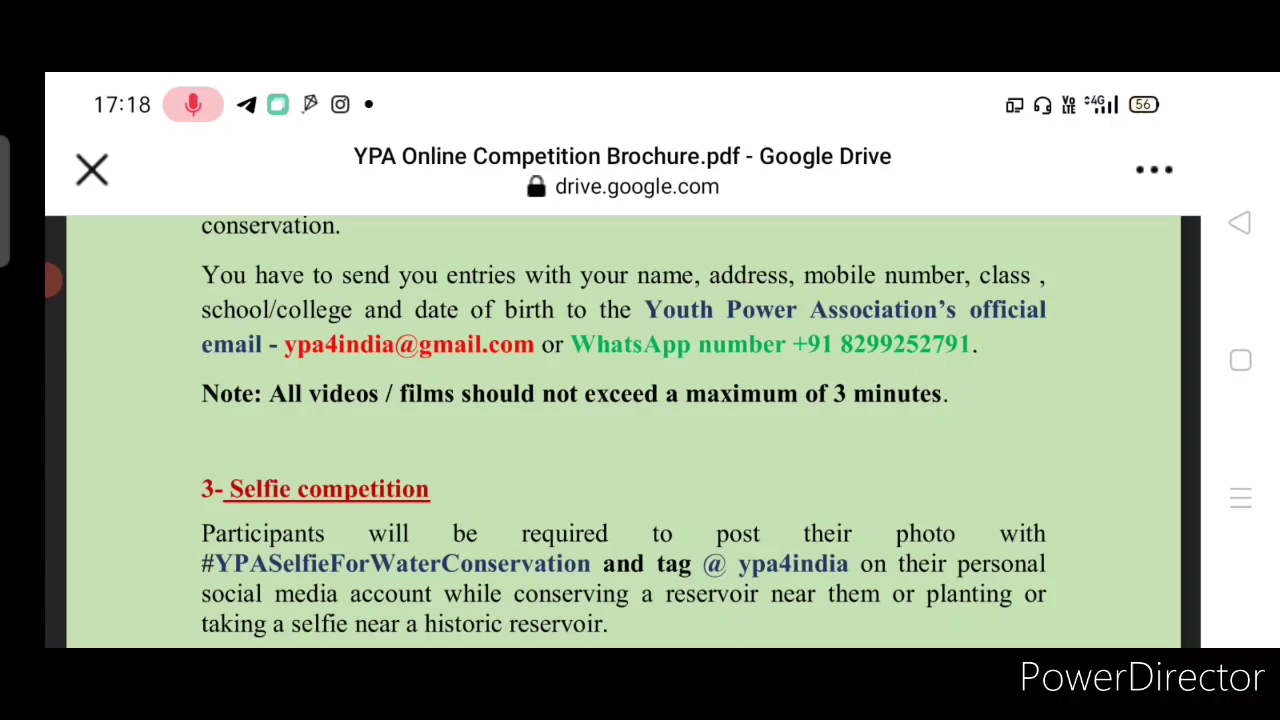 17:18
Vo LTE 4G 56
YPA Online Competition Brochure.pdf - Google Drive
drive.google.com
conservation.
You have to send you entries with your name, address, mobile number, class ,
school/college and date of birth to the Youth Power Association’s official
email - ypa4india@gmail.com or WhatsApp number +91 8299252791.
Note: All videos / films should not exceed a maximum of 3 minutes.
3- Selfie competition
Participants will be required to post their photo with
#YPASelfieForWaterConservation and tag @ ypa4india on their personal
social media account while conserving a reservoir near them or planting or
taking a selfie near a historic reservoir.
PowerDirector